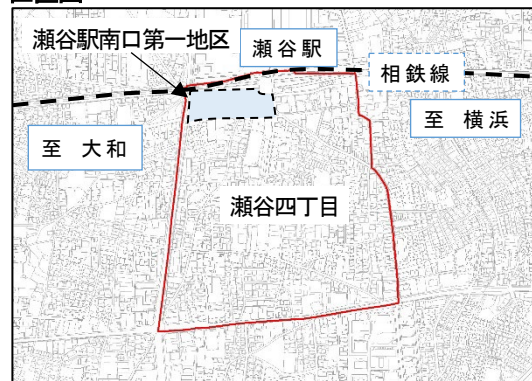 瀬谷駅南口第一地区
瀬谷駅
相鉄線
至 大和
至 横浜
瀬谷四丁目